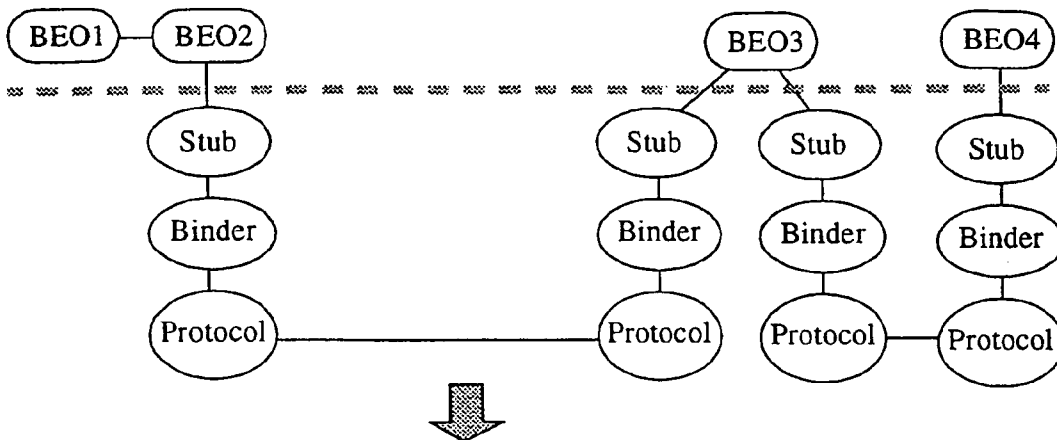 BEO1 BEO2 BEO3 BEO4
Stub Stub Stub Stub
Binder Binder Binder Binder
Protocol Protocol Protocol Protocol